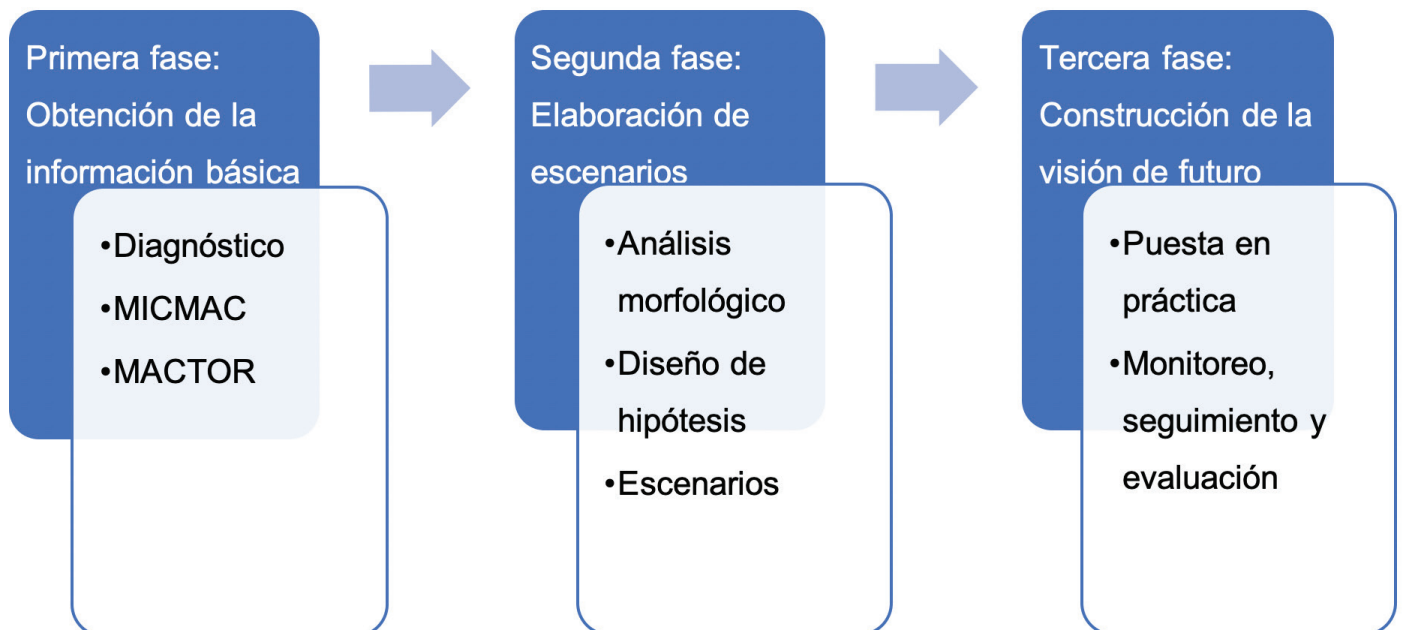 Primera fase:
Obtención de la
información básica
•Diagnóstico
•MICMAC
•MACTOR
Segunda fase:
Elaboración de
escenarios
•Análisis
morfológico
•Diseño de
hipótesis
•Escenarios
Tercera fase:
Construcción de la
visión de futuro
•Puesta en
práctica
•Monitoreo,
seguimiento y
evaluación